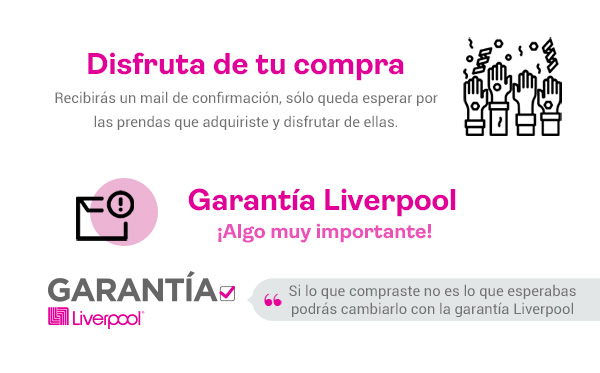 Disfruta de tu compra
Recibirás un mail de confirmación, sólo queda esperar por
las prendas que adquiriste y disfrutar de ellas.
Garantía Liverpool
¡Algo muy importante!
GARANTÍA
Liverpool
“ Si lo que compraste no es lo que esperabas
podrás cambiarlo con la garantía Liverpool